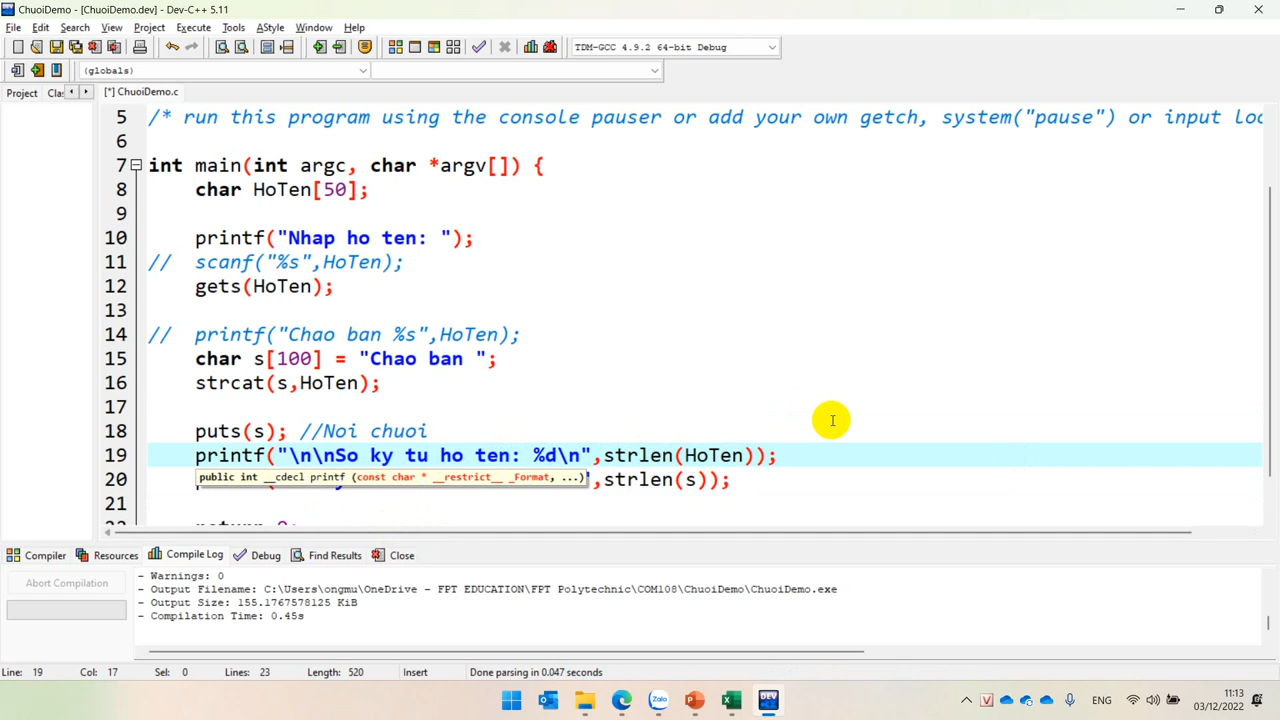 ChuoiDemo - [ChuoiDemo.dev] - Dev-C++ 5.11
File Edit Search View Project Execute Tools AStyle Window Help
TDM-GCC 4.9.2 64-bit Debug
(globals)
Project Clas
[*] ChuoiDemo.c
5 /* run this program using the console pauser or add your own getch, system("pause") or input loo
6
7 int main(int argc, char *argv[]) {
8 char HoTen[50];
9
10 printf("Nhap ho ten: ");
11 // scanf("%s",HoTen);
12 gets(HoTen);
13
14 // printf("Chao ban %s",HoTen);
15 char s[100] = "Chao ban ";
16 strcat(s,HoTen);
17
18 puts(s); //Noi chuoi
19 printf("\n\nSo ky tu ho ten: %d\n",strlen(HoTen));
public int __cdecl printf (const char * __restrict__ _Format, ...)
20 ,strlen(s));
21
Compiler Resources Compile Log Debug Find Results Close
Abort Compilation
- Warnings: 0
- Output Filename: C:\Users\ongmu\OneDrive - FPT EDUCATION\FPT Polytechnic\COM108\ChuoiDemo\ChuoiDemo.exe
- Output Size: 155.1767578125 KiB
- Compilation Time: 0.45s
Line: 19 Col: 17 Sel: 0 Lines: 23 Length: 520 Insert Done parsing in 0.047 seconds
Zalo
DEV
ENG
11:13
03/12/2022